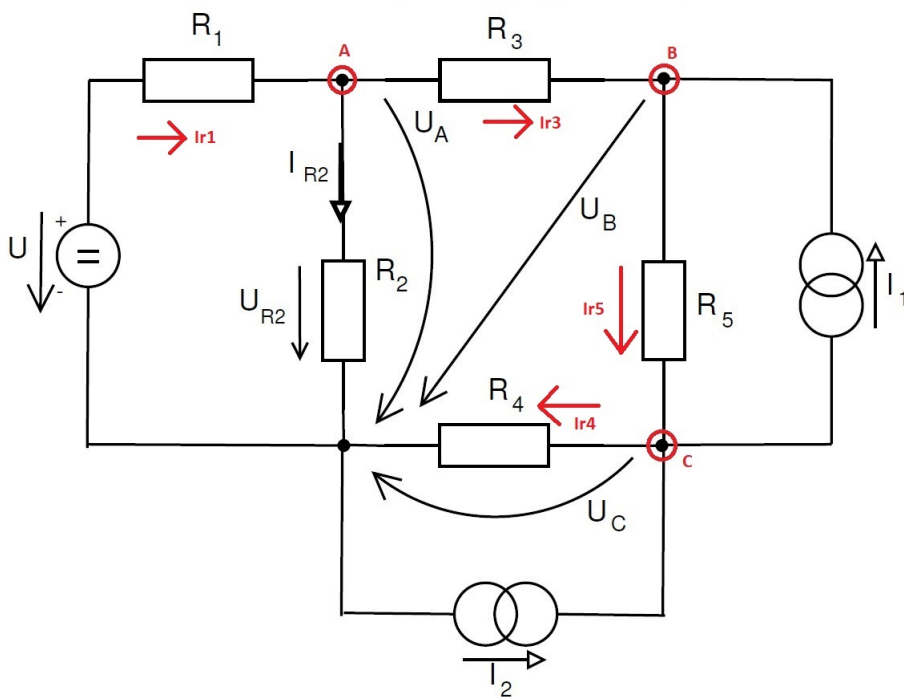 R1
A
R3
B
Ir1
UA
Ir3
IR2
UB
U
+
=
-
UR2
R2
Ir5
R5
I1
R4
Ir4
C
UC
I2